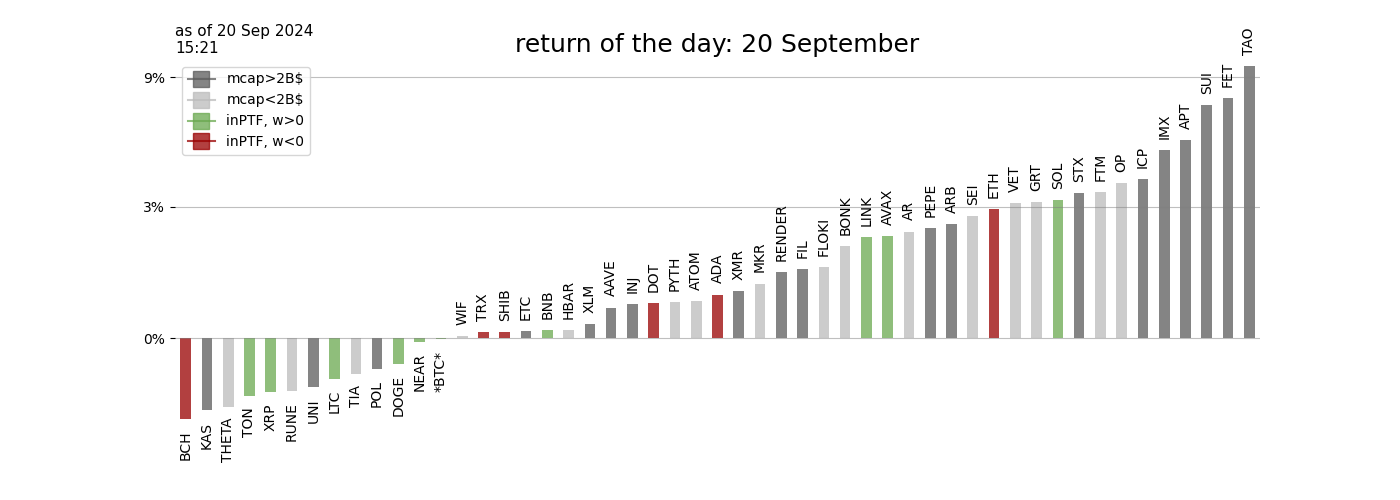 as of 20 Sep 2024
15:21
return of the day: 20 September
mcap>2B$
mcap<2B$
inPTF, w>0
inPTF, w<0
9%
3%
0%
BCH
KAS
THETA
TON
XRP
RUNE
UNI
LTC
TIA
POL
DOGE
NEAR
*BTC*
WIF
TRX
SHIB
ETC
BNB
HBAR
XLM
AAVE
INJ
DOT
PYTH
ATOM
ADA
XMR
MKR
RENDER
FIL
FLOKI
BONK
LINK
AVAX
AR
PEPE
ARB
SEI
ETH
VET
GRT
SOL
STX
FTM
OP
ICP
IMX
APT
SUI
FET
TAO